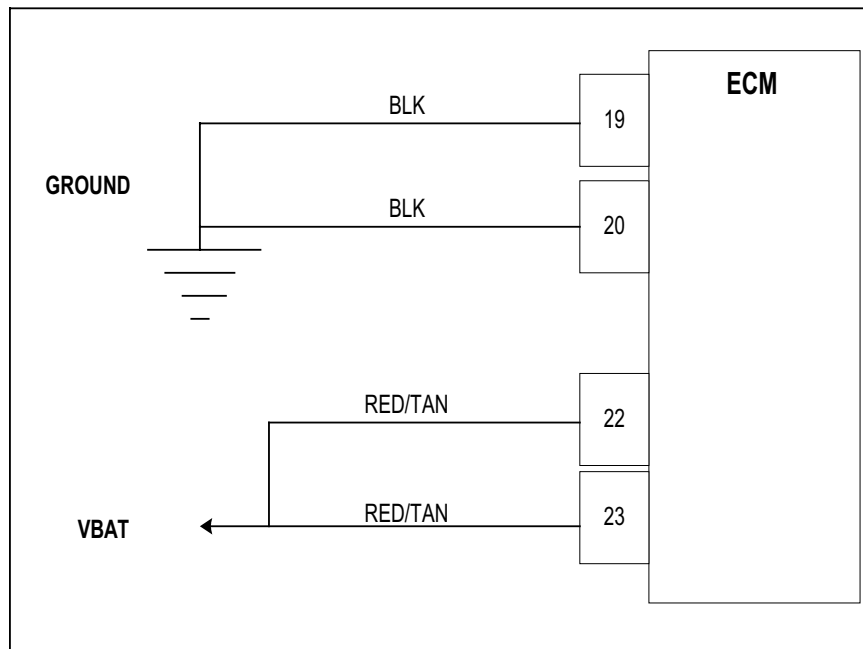 ECM
BLK
19
GROUND
BLK
20
RED/TAN
22
VBAT
RED/TAN
23